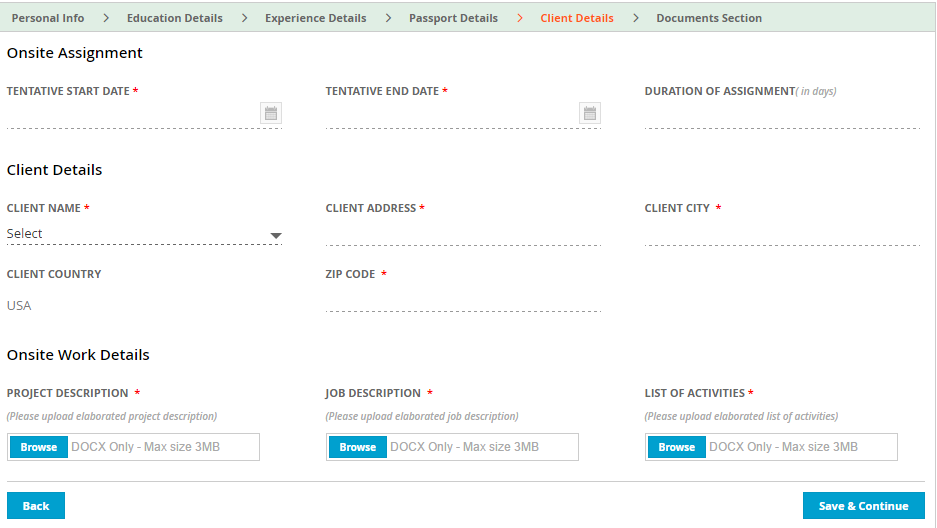 Personal Info > Education Details > Experience Details > Passport Details > Client Details > Documents Section
Onsite Assignment
TENTATIVE START DATE * TENTATIVE END DATE * DURATION OF ASSIGNMENT( in days)
Client Details
CLIENT NAME * CLIENT ADDRESS * CLIENT CITY *
Select
CLIENT COUNTRY ZIP CODE *
USA
Onsite Work Details
PROJECT DESCRIPTION * JOB DESCRIPTION * LIST OF ACTIVITIES *
(Please upload elaborated project description) (Please upload elaborated job description) (Please upload elaborated list of activities)
Browse DOCX Only - Max size 3MB Browse DOCX Only - Max size 3MB Browse DOCX Only - Max size 3MB
Back Save & Continue